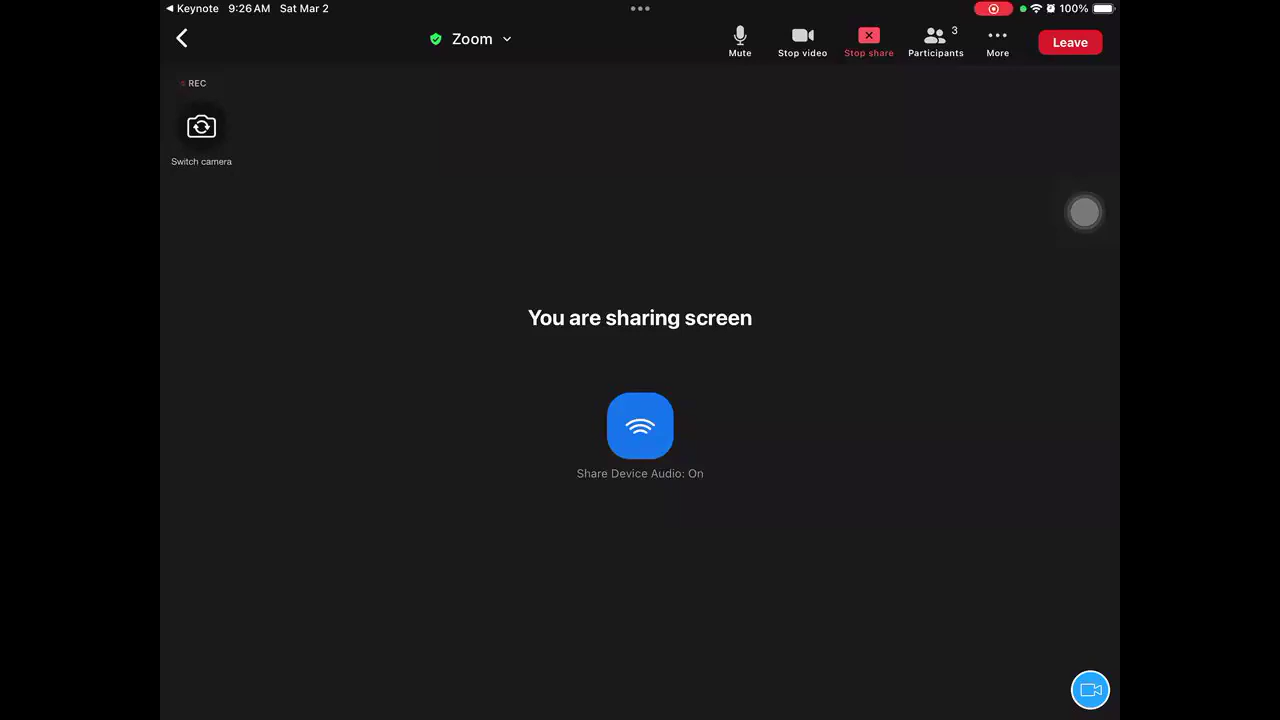 ◀ Keynote 9:26 AM Sat Mar 2 100%
Zoom
3
Mute Stop video Stop share Participants More Leave
REC
Switch camera
You are sharing screen
Share Device Audio: On